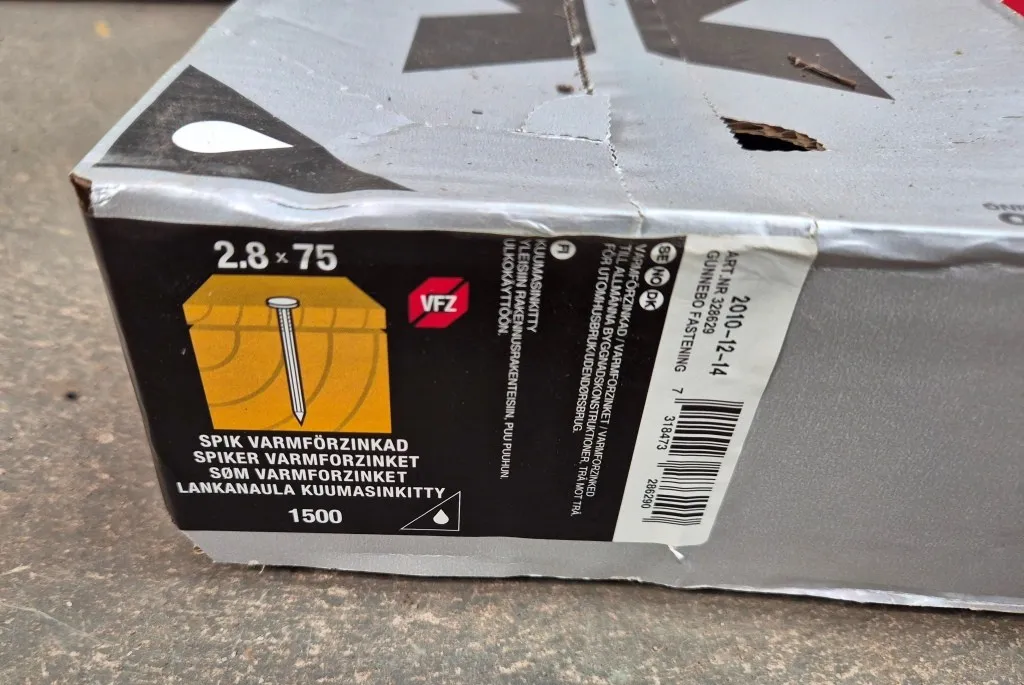 2.8 × 75
VFZ
SPIK VARMFÖRZINKAD
SPIKER VARMFORZINKET
SØM VARMFORZINKET
LANKANAULA KUUMASINKITTY
1500
FI
KUUMASINKITTY
YLEISIIN RAKENNUSRAKENTEISIIN, PUU PUUHUN.
ULKOKÄYTTÖÖN.
SE NO DK
VARMFÖRZINKAD / VARMFORZINKET / VARMFORZINKED
TILL ALLMÄNNA BYGGNADSKONSTRUKTIONER, TRÄ MOT TRÄ.
FÖR UTOMHUSBRUK/UDENDØRSBRUG.
2010-12-14
ART.NR 328629
GUNNEBO FASTENING
7 318473 286290